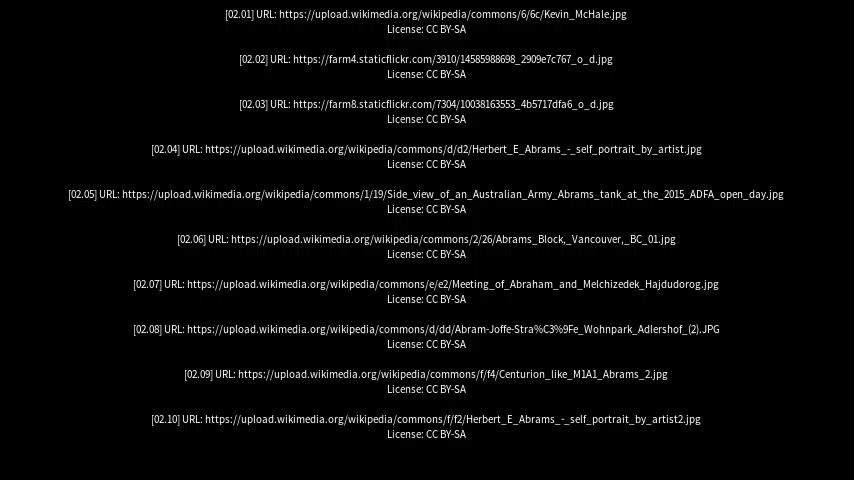 [02.01] URL: https://upload.wikimedia.org/wikipedia/commons/6/6c/Kevin_McHale.jpg
License: CC BY-SA
[02.02] URL: https://farm4.staticflickr.com/3910/14585988698_2909e7c767_o_d.jpg
License: CC BY-SA
[02.03] URL: https://farm8.staticflickr.com/7304/10038163553_4b5717dfa6_o_d.jpg
License: CC BY-SA
[02.04] URL: https://upload.wikimedia.org/wikipedia/commons/d/d2/Herbert_E_Abrams_-_self_portrait_by_artist.jpg
License: CC BY-SA
[02.05] URL: https://upload.wikimedia.org/wikipedia/commons/1/19/Side_view_of_an_Australian_Army_Abrams_tank_at_the_2015_ADFA_open_day.jpg
License: CC BY-SA
[02.06] URL: https://upload.wikimedia.org/wikipedia/commons/2/26/Abrams_Block,_Vancouver,_BC_01.jpg
License: CC BY-SA
[02.07] URL: https://upload.wikimedia.org/wikipedia/commons/e/e2/Meeting_of_Abraham_and_Melchizedek_Hajdudorog.jpg
License: CC BY-SA
[02.08] URL: https://upload.wikimedia.org/wikipedia/commons/d/dd/Abram-Joffe-Stra%C3%9Fe_Wohnpark_Adlershof_(2).JPG
License: CC BY-SA
[02.09] URL: https://upload.wikimedia.org/wikipedia/commons/f/f4/Centurion_like_M1A1_Abrams_2.jpg
License: CC BY-SA
[02.10] URL: https://upload.wikimedia.org/wikipedia/commons/f/f2/Herbert_E_Abrams_-_self_portrait_by_artist2.jpg
License: CC BY-SA